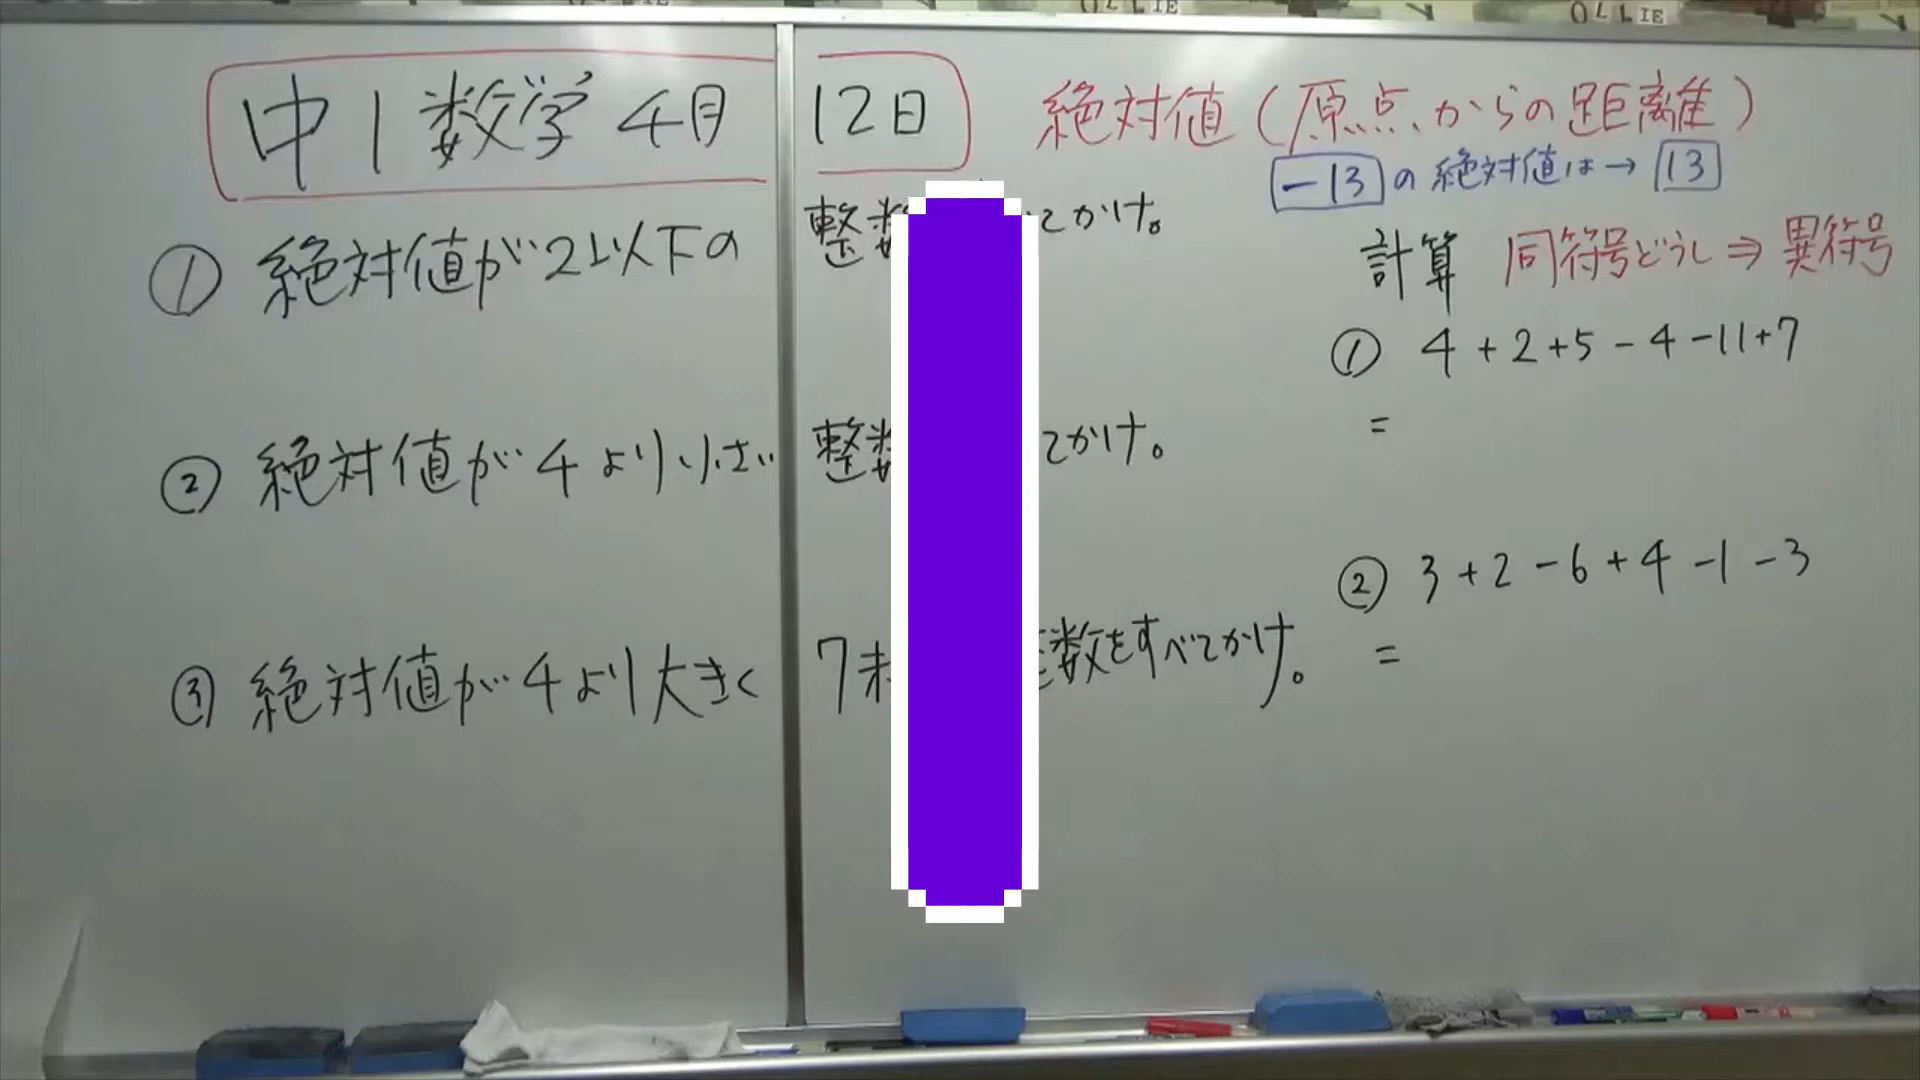 中1数学4月12日
絶対値(原点からの距離)
-13の絶対値は→13
① 絶対値が2以下の整数 てかけ。
② 絶対値が4より小さい整数 てかけ。
③ 絶対値が4より大きく7未 数をすべてかけ。
計算 同符号どうし⇒異符号
① 4+2+5-4-11+7
=
② 3+2-6+4-1-3
=